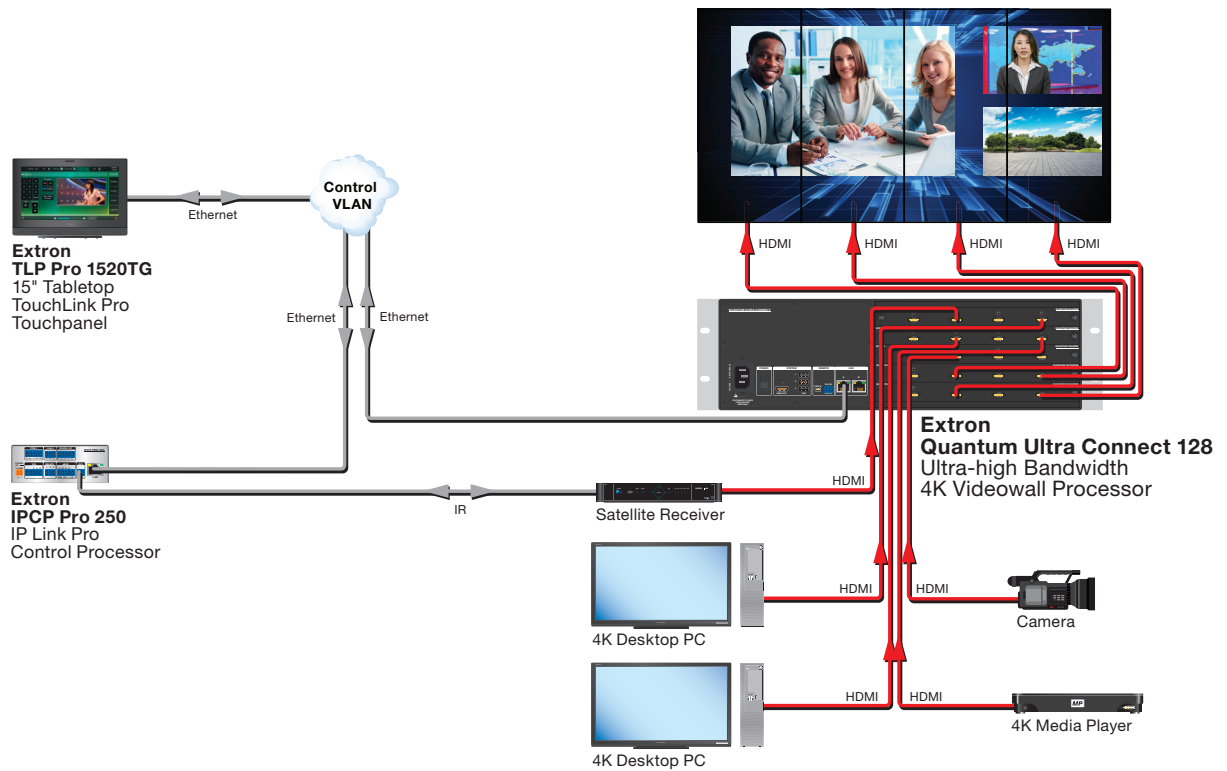 HDMI
HDMI
HDMI
HDMI
Control
VLAN
Ethernet
Extron
TLP Pro 1520TG
15" Tabletop
TouchLink Pro
Touchpanel
Ethernet
Ethernet
QUANTUM ULTRA CONNECT
Extron
Quantum Ultra Connect 128
Ultra-high Bandwidth
4K Videowall Processor
HDMI
Extron
IPCP Pro 250
IP Link Pro
Control Processor
IR
Satellite Receiver
HDMI
HDMI
4K Desktop PC
Camera
HDMI
HDMI
MP
4K Desktop PC
4K Media Player